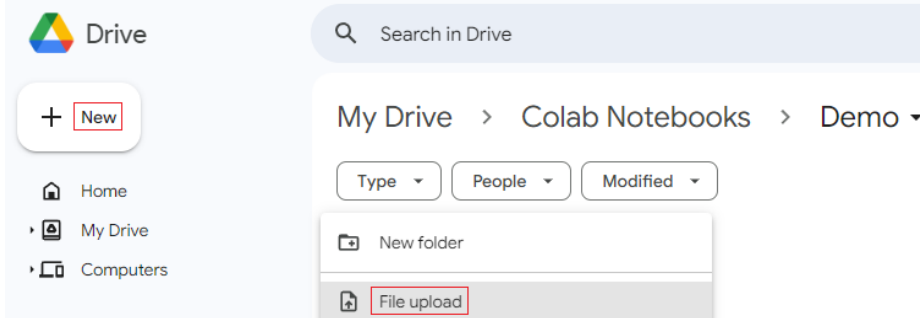 Drive
Search in Drive
New
My Drive > Colab Notebooks > Demo
Type
People
Modified
Home
My Drive
Computers
New folder
File upload